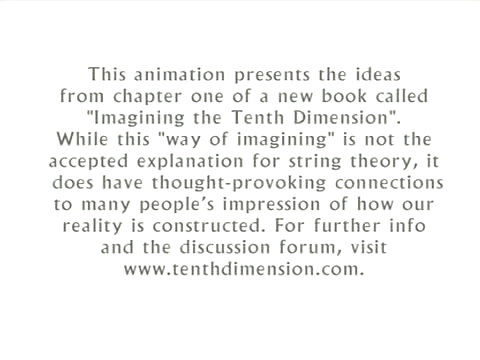 This animation presents the ideas
from chapter one of a new book called
"Imagining the Tenth Dimension".
While this "way of imagining" is not the
accepted explanation for string theory, it
does have thought-provoking connections
to many people’s impression of how our
reality is constructed. For further info
and the discussion forum, visit
www.tenthdimension.com.